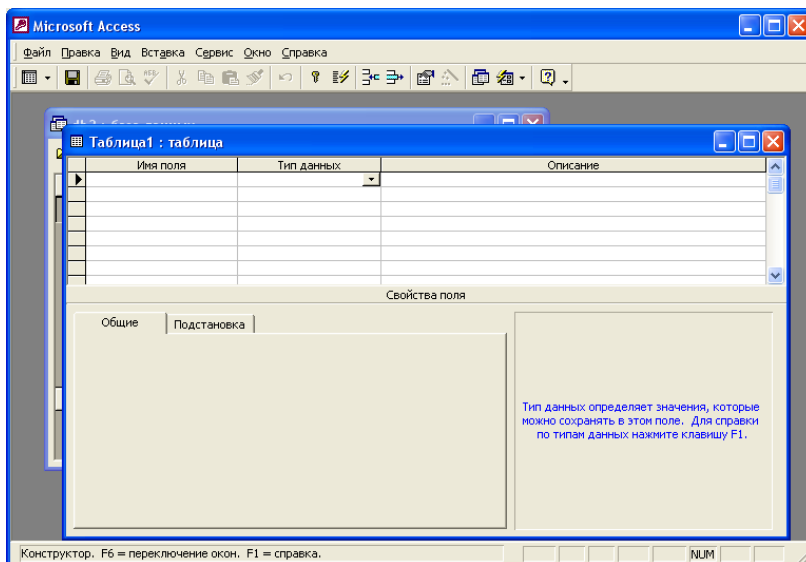 Microsoft Access
Файл Правка Вид Вставка Сервис Окно Справка
Таблица1 : таблица
Имя поля Тип данных Описание
Свойства поля
Общие Подстановка
Тип данных определяет значения, которые
можно сохранять в этом поле. Для справки
по типам данных нажмите клавишу F1.
Конструктор. F6 = переключение окон. F1 = справка. NUM